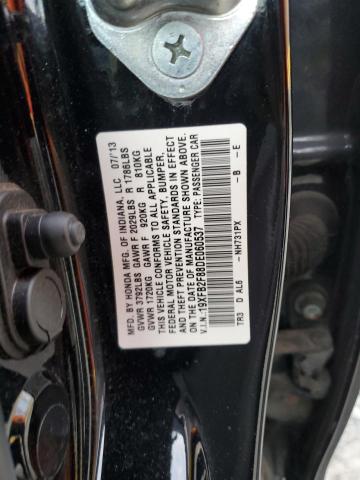 MFD. BY HONDA MFG. OF INDIANA, LLC 07/13
GVWR 3792LBS GAWR F 2029LBS R 1786LBS
GVWR 1720KG GAWR F 920KG R 810KG
THIS VEHICLE CONFORMS TO ALL APPLICABLE
FEDERAL MOTOR VEHICLE SAFETY, BUMPER,
AND THEFT PREVENTION STANDARDS IN EFFECT
ON THE DATE OF MANUFACTURE SHOWN ABOVE.
V.I.N.:19XFB2F88DE060537 TYPE:PASSENGER CAR
TR3 D AL6 - NH731PX - B - E